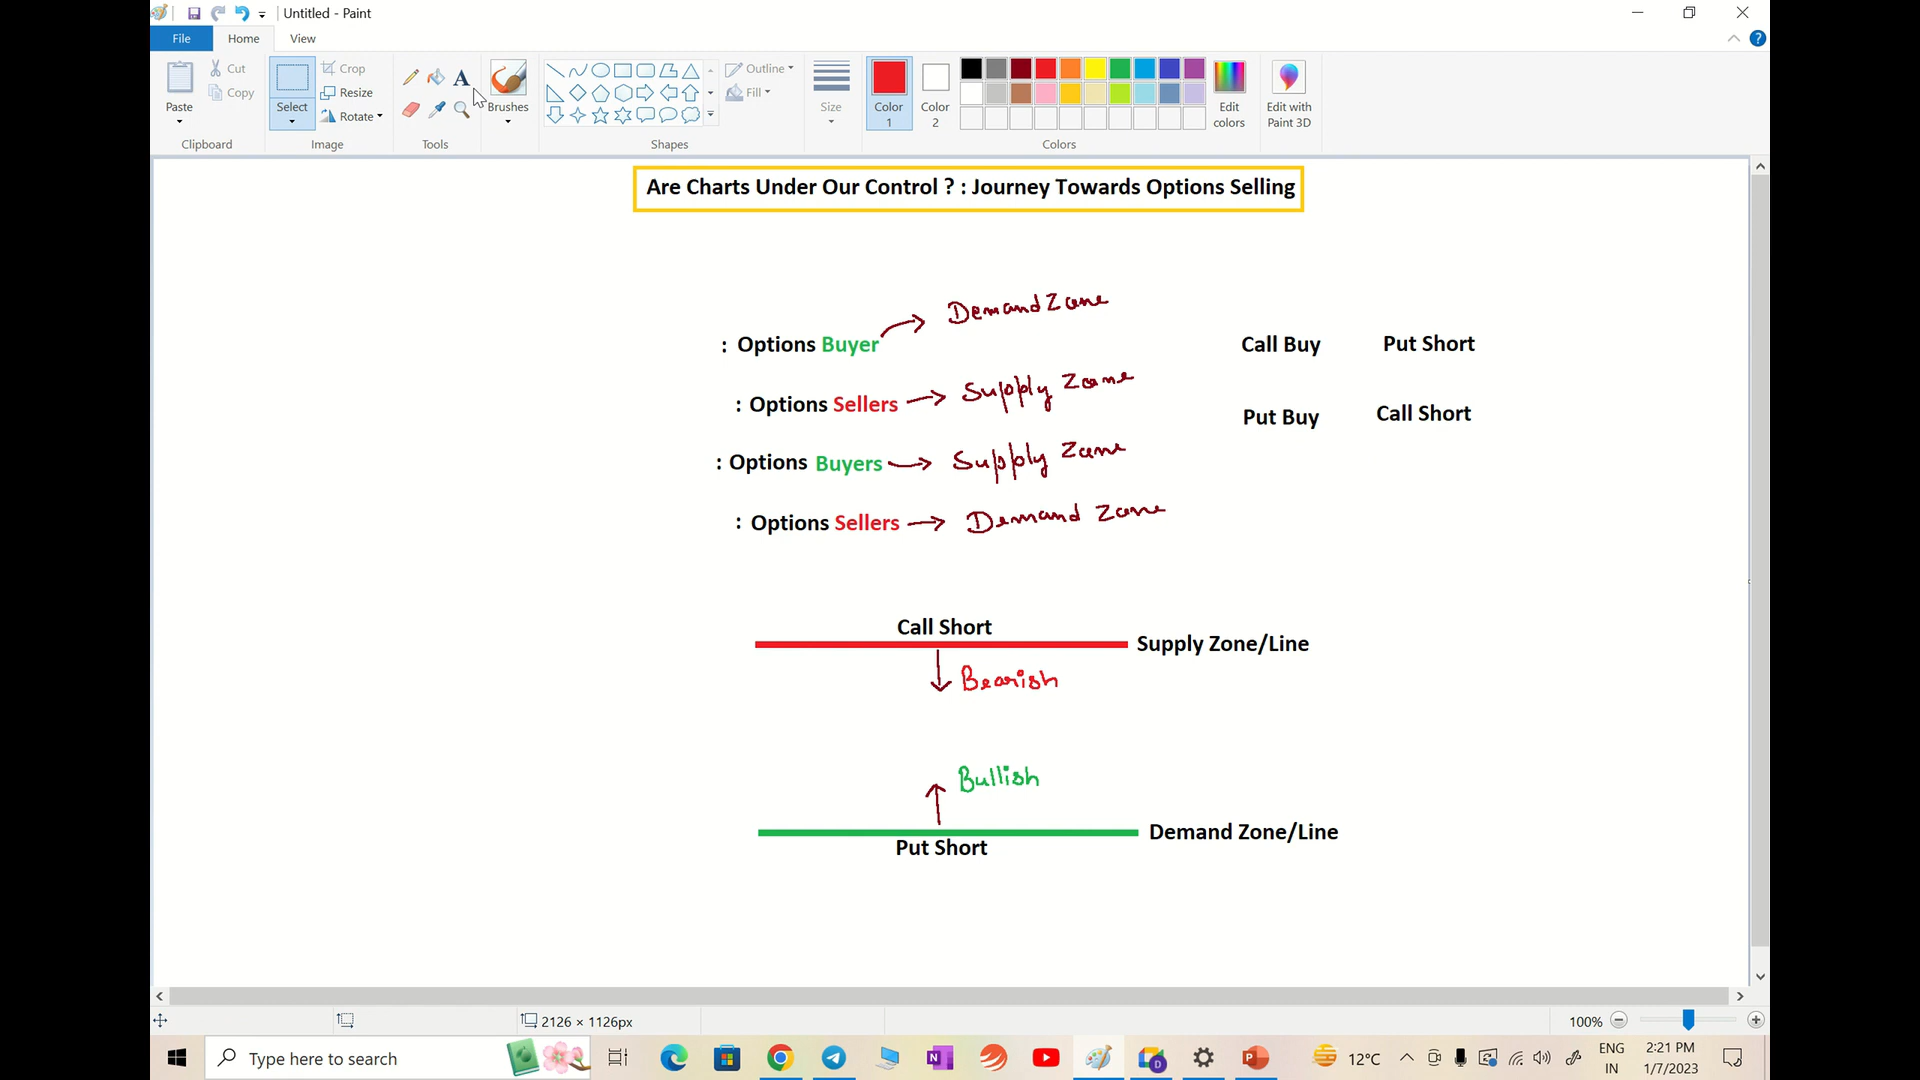 Untitled - Paint
File Home View
Paste
Cut
Copy
Clipboard
Select
Crop
Resize
Rotate
Image
Tools
Brushes
Shapes
Outline
Fill
Size
Color 1
Color 2
Colors
Edit colors
Edit with Paint 3D
Are Charts Under Our Control ? : Journey Towards Options Selling
: Options Buyer Demand Zone
Call Buy Put Short
: Options Sellers Supply Zone
Put Buy Call Short
: Options Buyers Supply Zone
: Options Sellers Demand Zone
Call Short
Supply Zone/Line
Bearish
Bullish
Demand Zone/Line
Put Short
2126 × 1126px
100%
Type here to search
12°C
ENG
IN
2:21 PM
1/7/2023